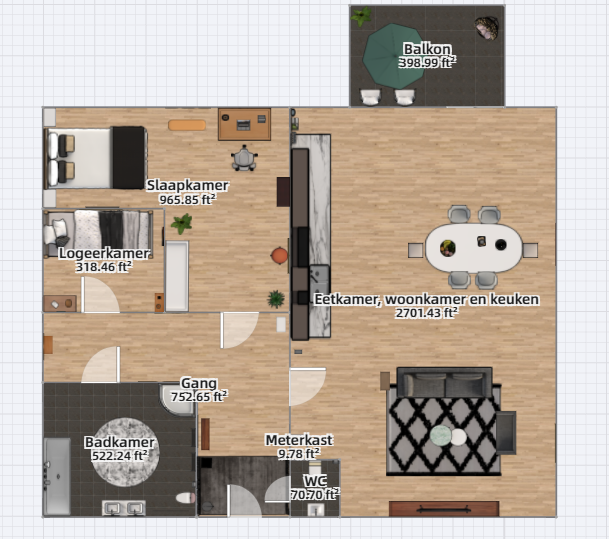 Balkon
398.99 ft²
Slaapkamer
965.85 ft²
Logeerkamer
318.46 ft²
Eetkamer, woonkamer en keuken
2701.43 ft²
Gang
752.65 ft²
Badkamer
522.24 ft²
Meterkast
9.78 ft²
WC
70.70 ft²